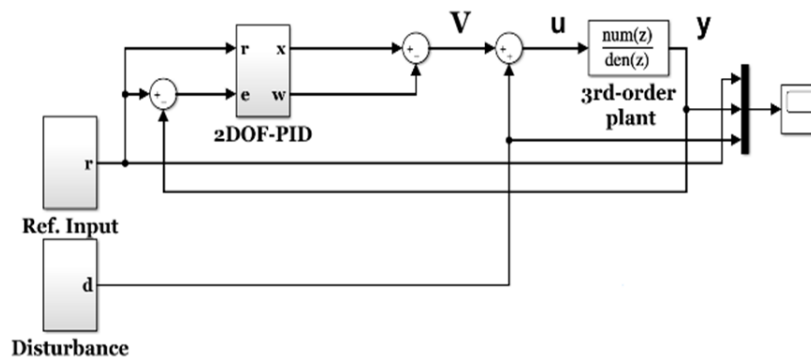 V
u
y
r
x
e
w
num(z)
den(z)
2DOF-PID
3rd-order
plant
r
Ref. Input
d
Disturbance